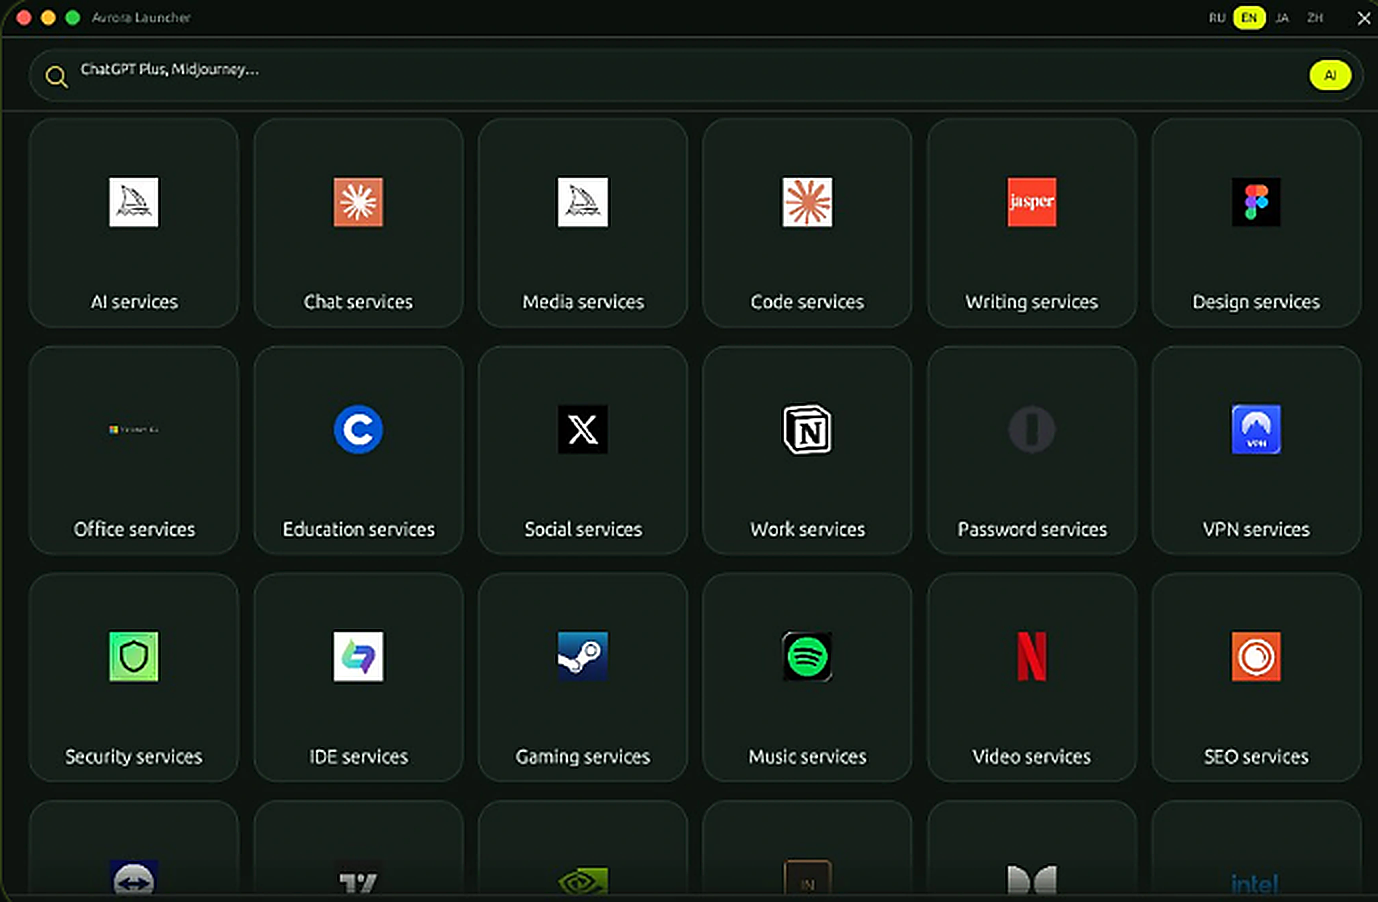 Avrora Launcher
RU EN JA ZH
ChatGPT Plus, Midjourney...
AI
jasper
AI services
Chat services
Media services
Code services
Writing services
Design services
C
X
N
VPN
Office services
Education services
Social services
Work services
Password services
VPN services
N
Security services
IDE services
Gaming services
Music services
Video services
SEO services
IN
intel